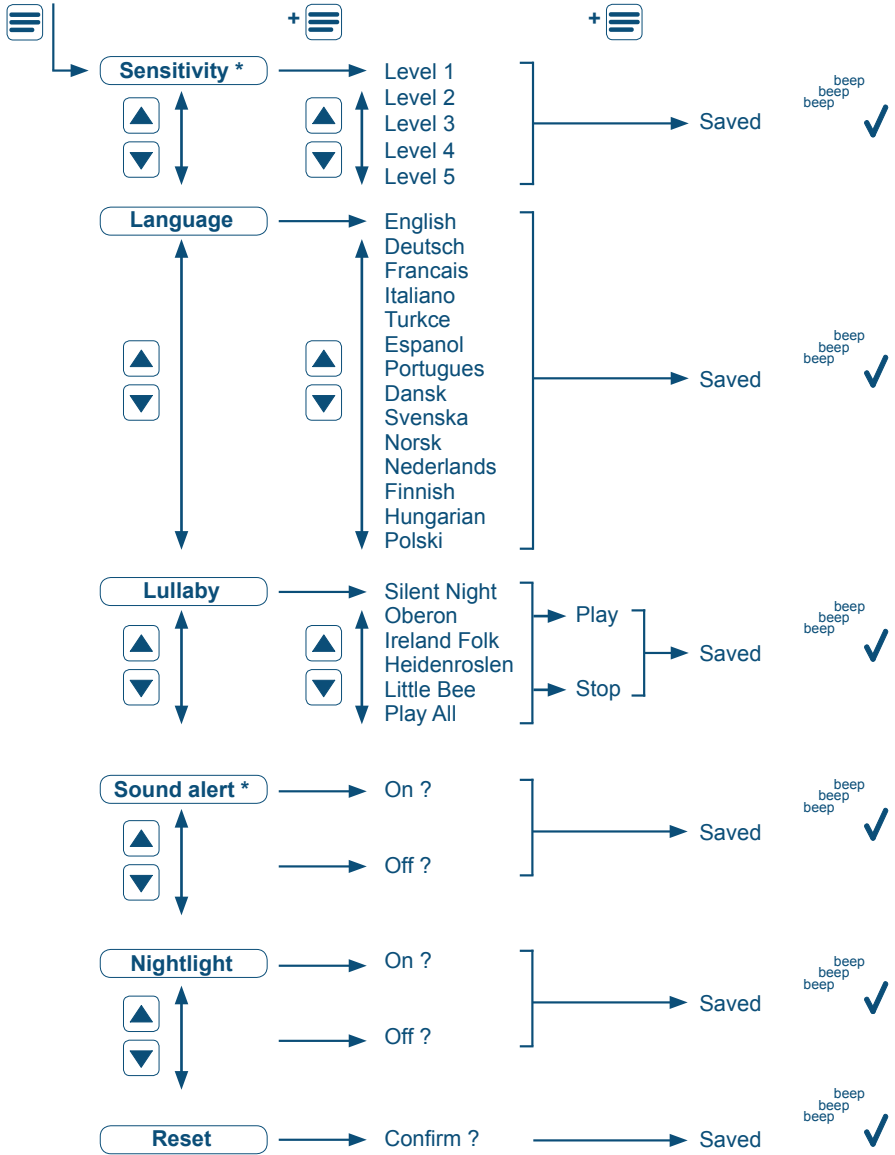 +
+
Sensitivity *
Level 1
Level 2
Level 3
Level 4
Level 5
Saved
beep
beep
beep
Language
English
Deutsch
Francais
Italiano
Turkce
Espanol
Portugues
Dansk
Svenska
Norsk
Nederlands
Finnish
Hungarian
Polski
Saved
beep
beep
beep
Lullaby
Silent Night
Oberon
Ireland Folk
Heidenroslen
Little Bee
Play All
Play
Stop
Saved
beep
beep
beep
Sound alert *
On ?
Off ?
Saved
beep
beep
beep
Nightlight
On ?
Off ?
Saved
beep
beep
beep
Reset
Confirm ?
Saved
beep
beep
beep